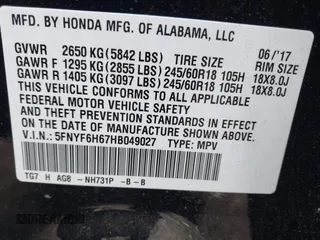 MFD. BY HONDA MFG. OF ALABAMA, LLC
06/'17
GVWR 2650 KG (5842 LBS) TIRE SIZE RIM SIZE
GAWR F 1295 KG (2855 LBS) 245/60R18 105H 18X8.0J
GAWR R 1405 KG (3097 LBS) 245/60R18 105H 18X8.0J
THIS VEHICLE CONFORMS TO ALL APPLICABLE
FEDERAL MOTOR VEHICLE SAFETY AND THEFT
PREVENTION STANDARDS IN EFFECT ON THE
DATE OF MANUFACTURE SHOWN ABOVE.
V.I.N.: 5FNYF6H67HB049027 TYPE: MPV
TG7 H AG8 - NH731P -B-B
DREAMBID